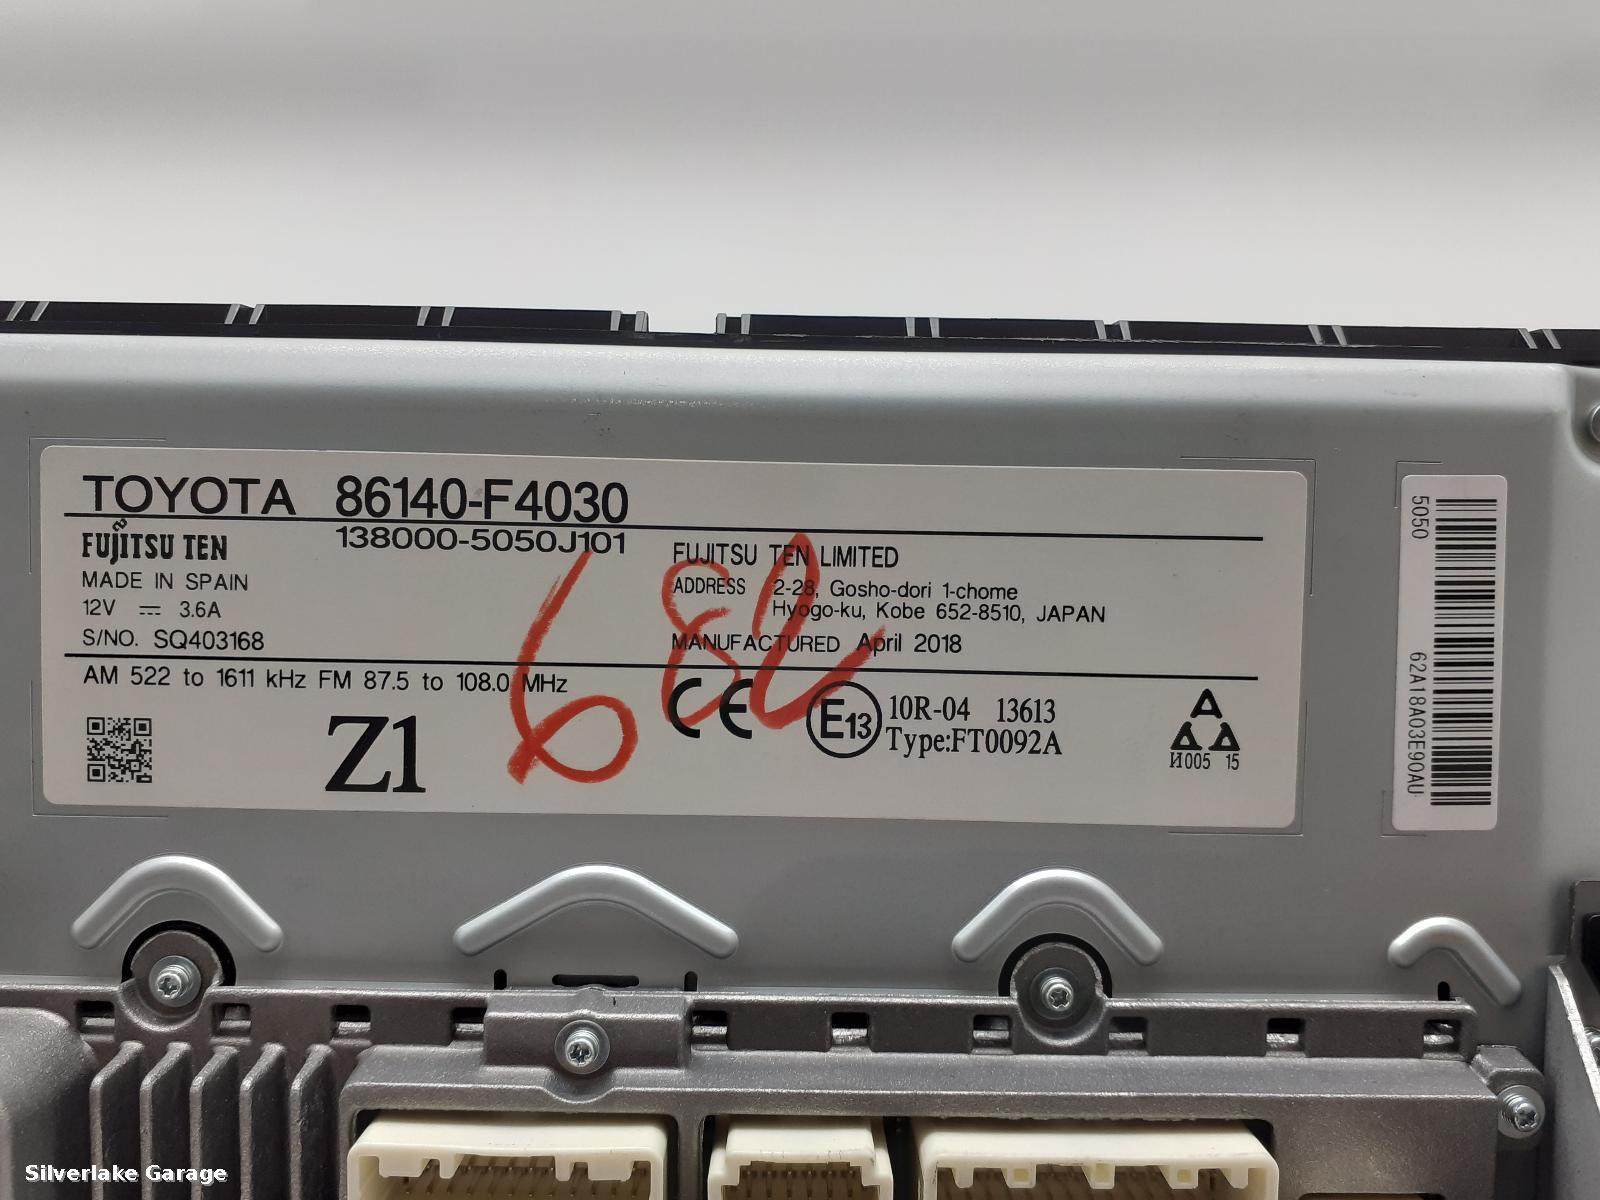 TOYOTA 86140-F4030
FUJITSU TEN 138000-5050J101
MADE IN SPAIN
12V ⎓ 3.6A
S/NO. SQ403168
FUJITSU TEN LIMITED
ADDRESS 2-28, Gosho-dori 1-chome
Hyogo-ku, Kobe 652-8510, JAPAN
MANUFACTURED April 2018
AM 522 to 1611 kHz FM 87.5 to 108.0 MHz
Z1
CE E13 10R-04 13613
Type:FT0092A
И005 15
5050 62A18A03E90AU
Silverlake Garage